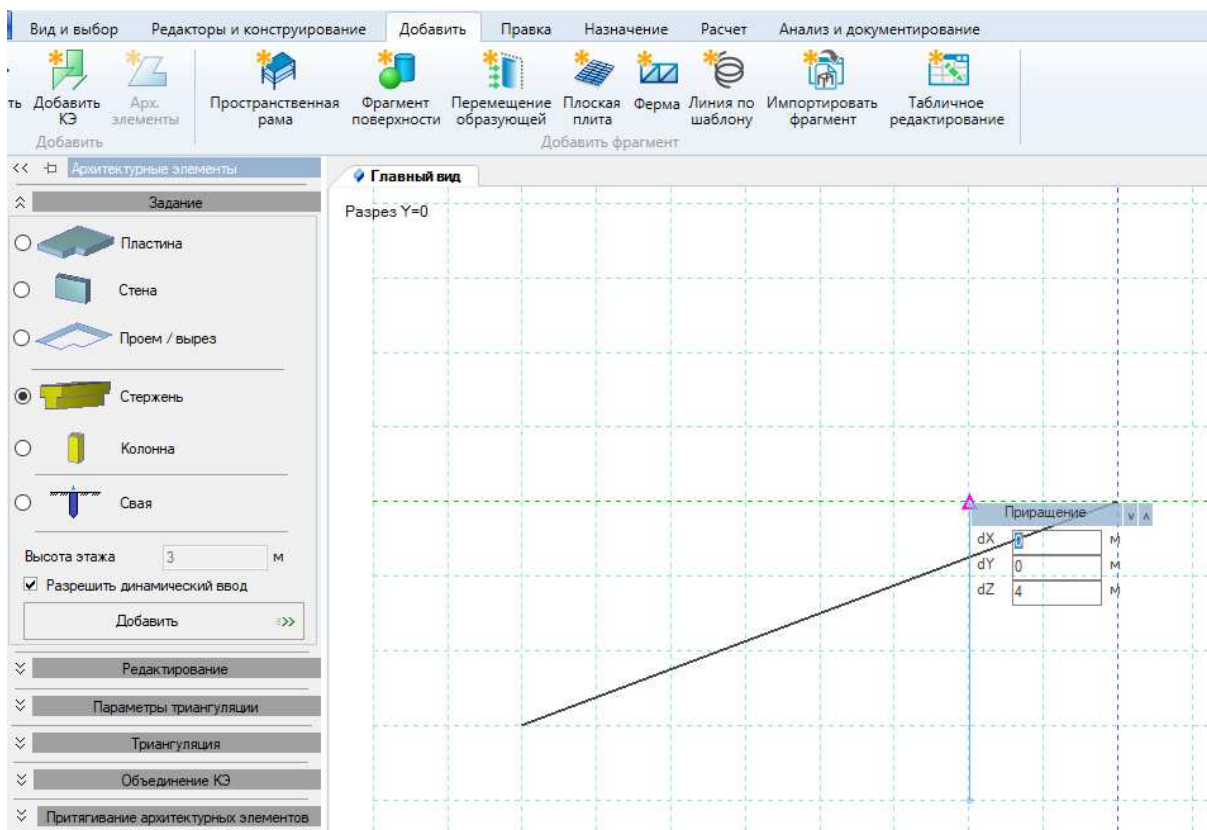 Вид и выбор Редакторы и конструирование Добавить Правка Назначение Расчет Анализ и документирование
ть Добавить КЭ Арх. элементы Пространственная рама Фрагмент поверхности Перемещение образующей Плоская плита Ферма Линия по шаблону Импортировать фрагмент Табличное редактирование
Добавить Добавить фрагмент
<< Архитектурные элементы
Главный вид
Задание
Разрез Y=0
Пластина
Стена
Проем / вырез
Стержень
Колонна
Свая
Приращение
dX 0 м
dY 0 м
dZ 4 м
Высота этажа 3 м
Разрешить динамический ввод
Добавить
Редактирование
Параметры триангуляции
Триангуляция
Объединение КЭ
Притягивание архитектурных элементов